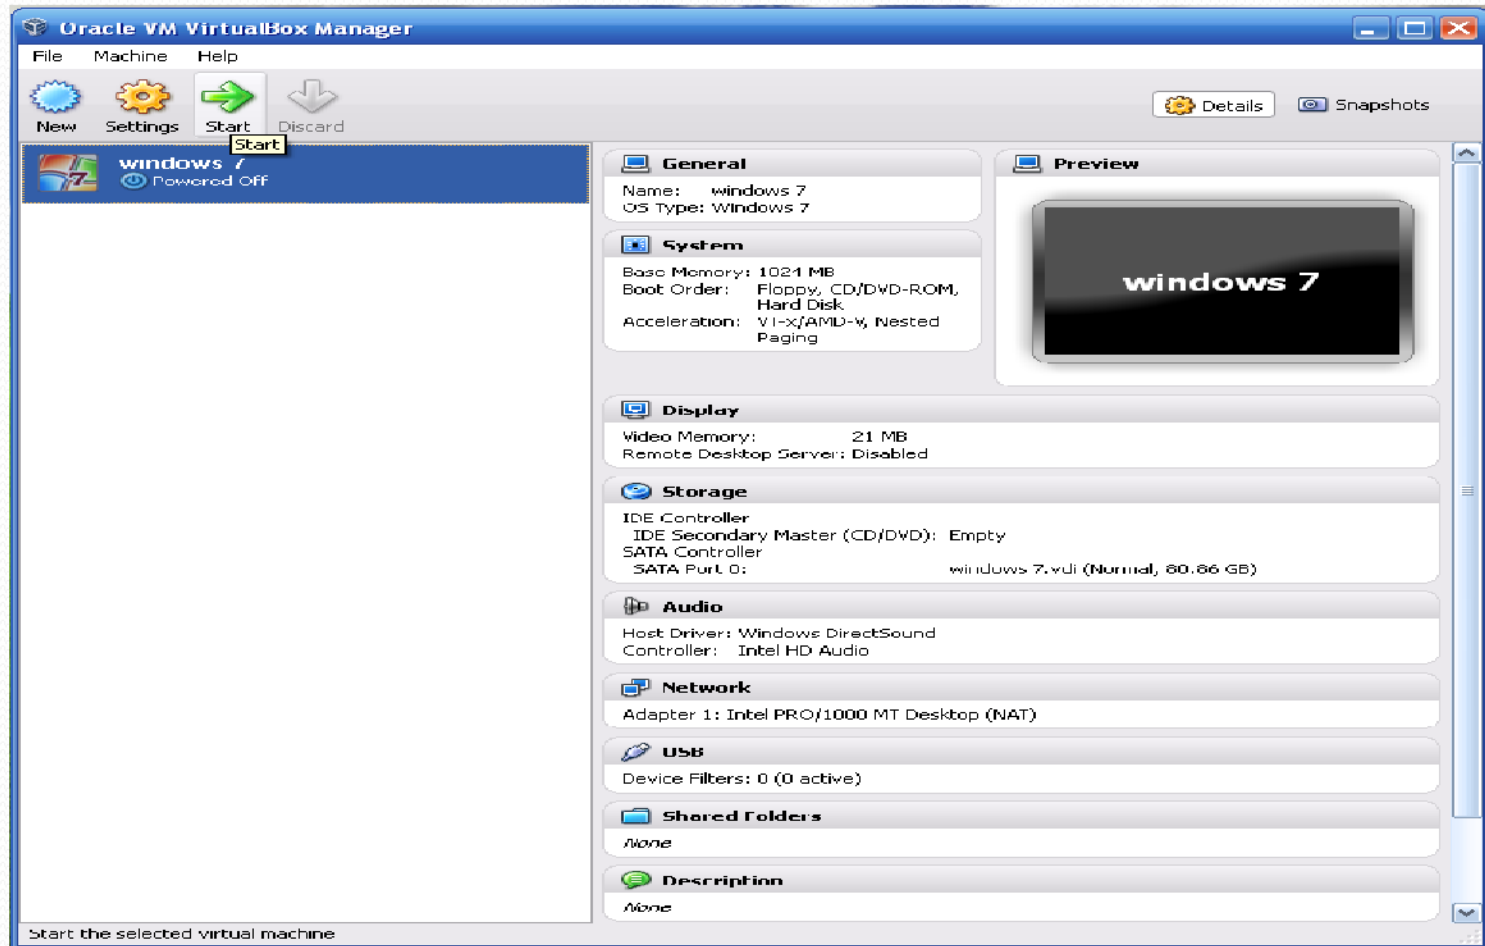 Oracle VM VirtualBox Manager
File Machine Help
New Settings Start Discard
Details Snapshots
Start
windows 7
Powered Off
General
Name: windows 7
OS Type: Windows 7
System
Base Memory: 1024 MB
Boot Order: Floppy, CD/DVD-ROM,
Hard Disk
Acceleration: VT-x/AMD-V, Nested
Paging
Preview
windows 7
Display
Video Memory: 21 MB
Remote Desktop Server: Disabled
Storage
IDE Controller
IDE Secondary Master (CD/DVD): Empty
SATA Controller
SATA Port 0: windows 7.vdi (Normal, 80.86 GB)
Audio
Host Driver: Windows DirectSound
Controller: Intel HD Audio
Network
Adapter 1: Intel PRO/1000 MT Desktop (NAT)
USB
Device Filters: 0 (0 active)
Shared Folders
None
Description
None
Start the selected virtual machine